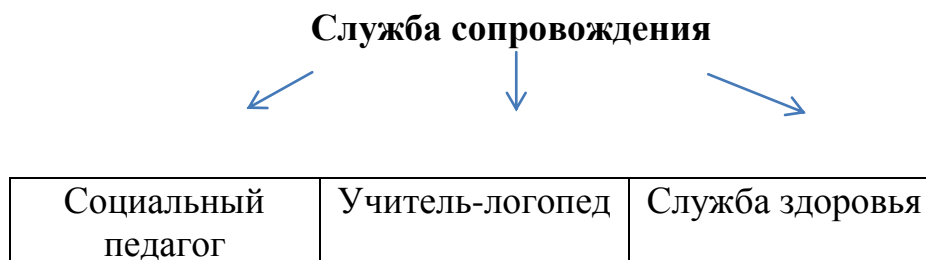 Служба сопровождения
Социальный педагог
Учитель-логопед
Служба здоровья